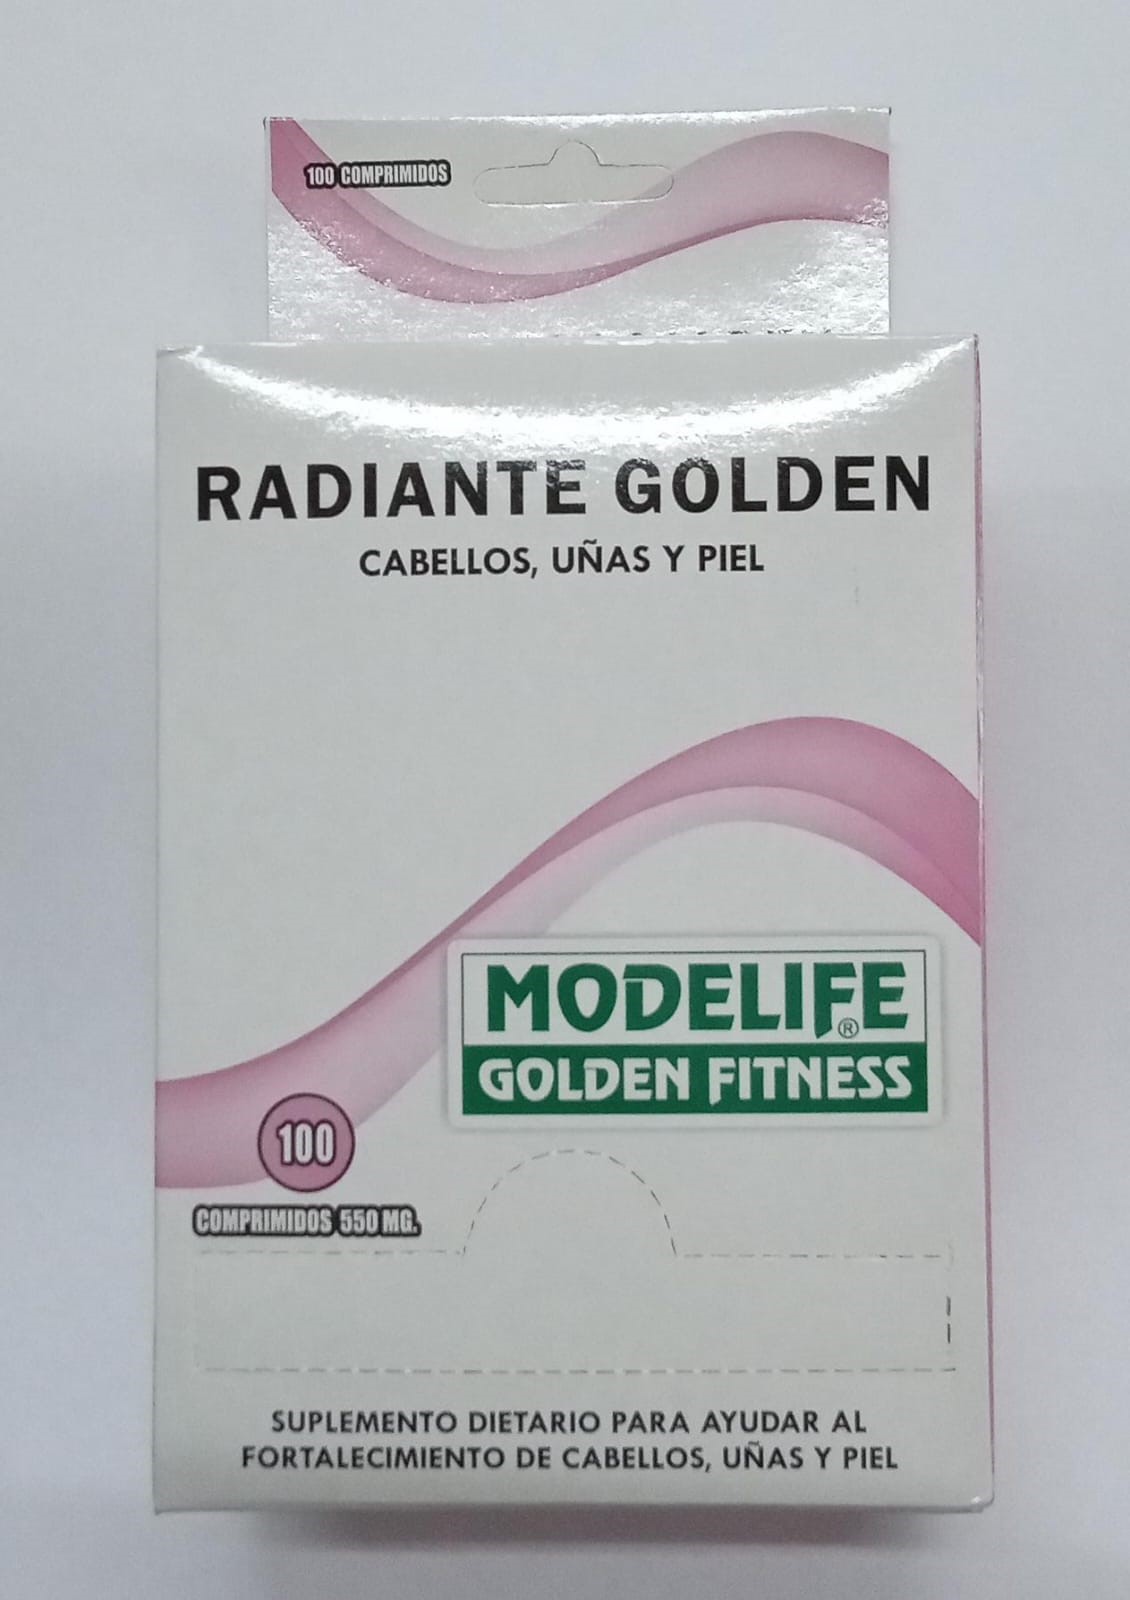 100 COMPRIMIDOS
RADIANTE GOLDEN
CABELLOS, UÑAS Y PIEL
MODELIFE
®
GOLDEN FITNESS
100
COMPRIMIDOS 550 MG.
SUPLEMENTO DIETARIO PARA AYUDAR AL
FORTALECIMIENTO DE CABELLOS, UÑAS Y PIEL